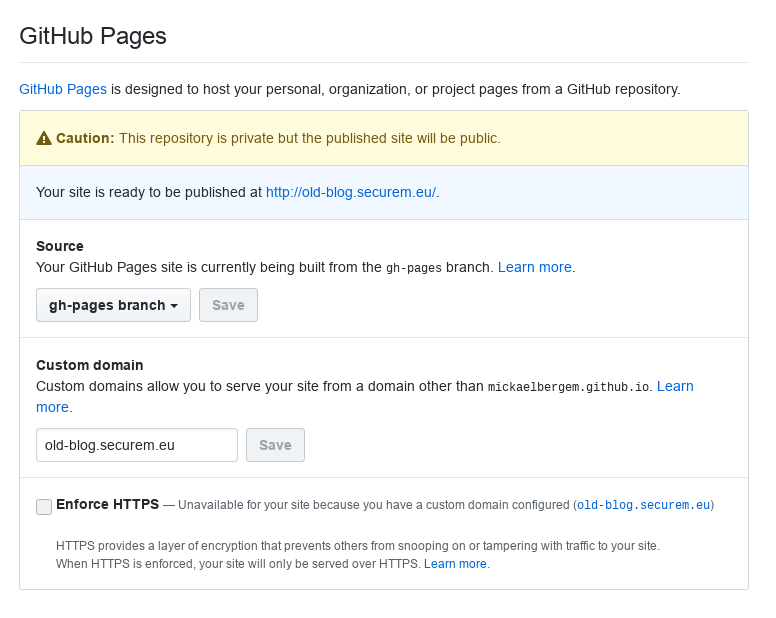 GitHub Pages
GitHub Pages is designed to host your personal, organization, or project pages from a GitHub repository.
Caution: This repository is private but the published site will be public.
Your site is ready to be published at http://old-blog.securem.eu/.
Source
Your GitHub Pages site is currently being built from the gh-pages branch. Learn more.
gh-pages branch Save
Custom domain
Custom domains allow you to serve your site from a domain other than mickaelbergem.github.io. Learn
more.
old-blog.securem.eu Save
Enforce HTTPS — Unavailable for your site because you have a custom domain configured (old-blog.securem.eu)
HTTPS provides a layer of encryption that prevents others from snooping on or tampering with traffic to your site.
When HTTPS is enforced, your site will only be served over HTTPS. Learn more.